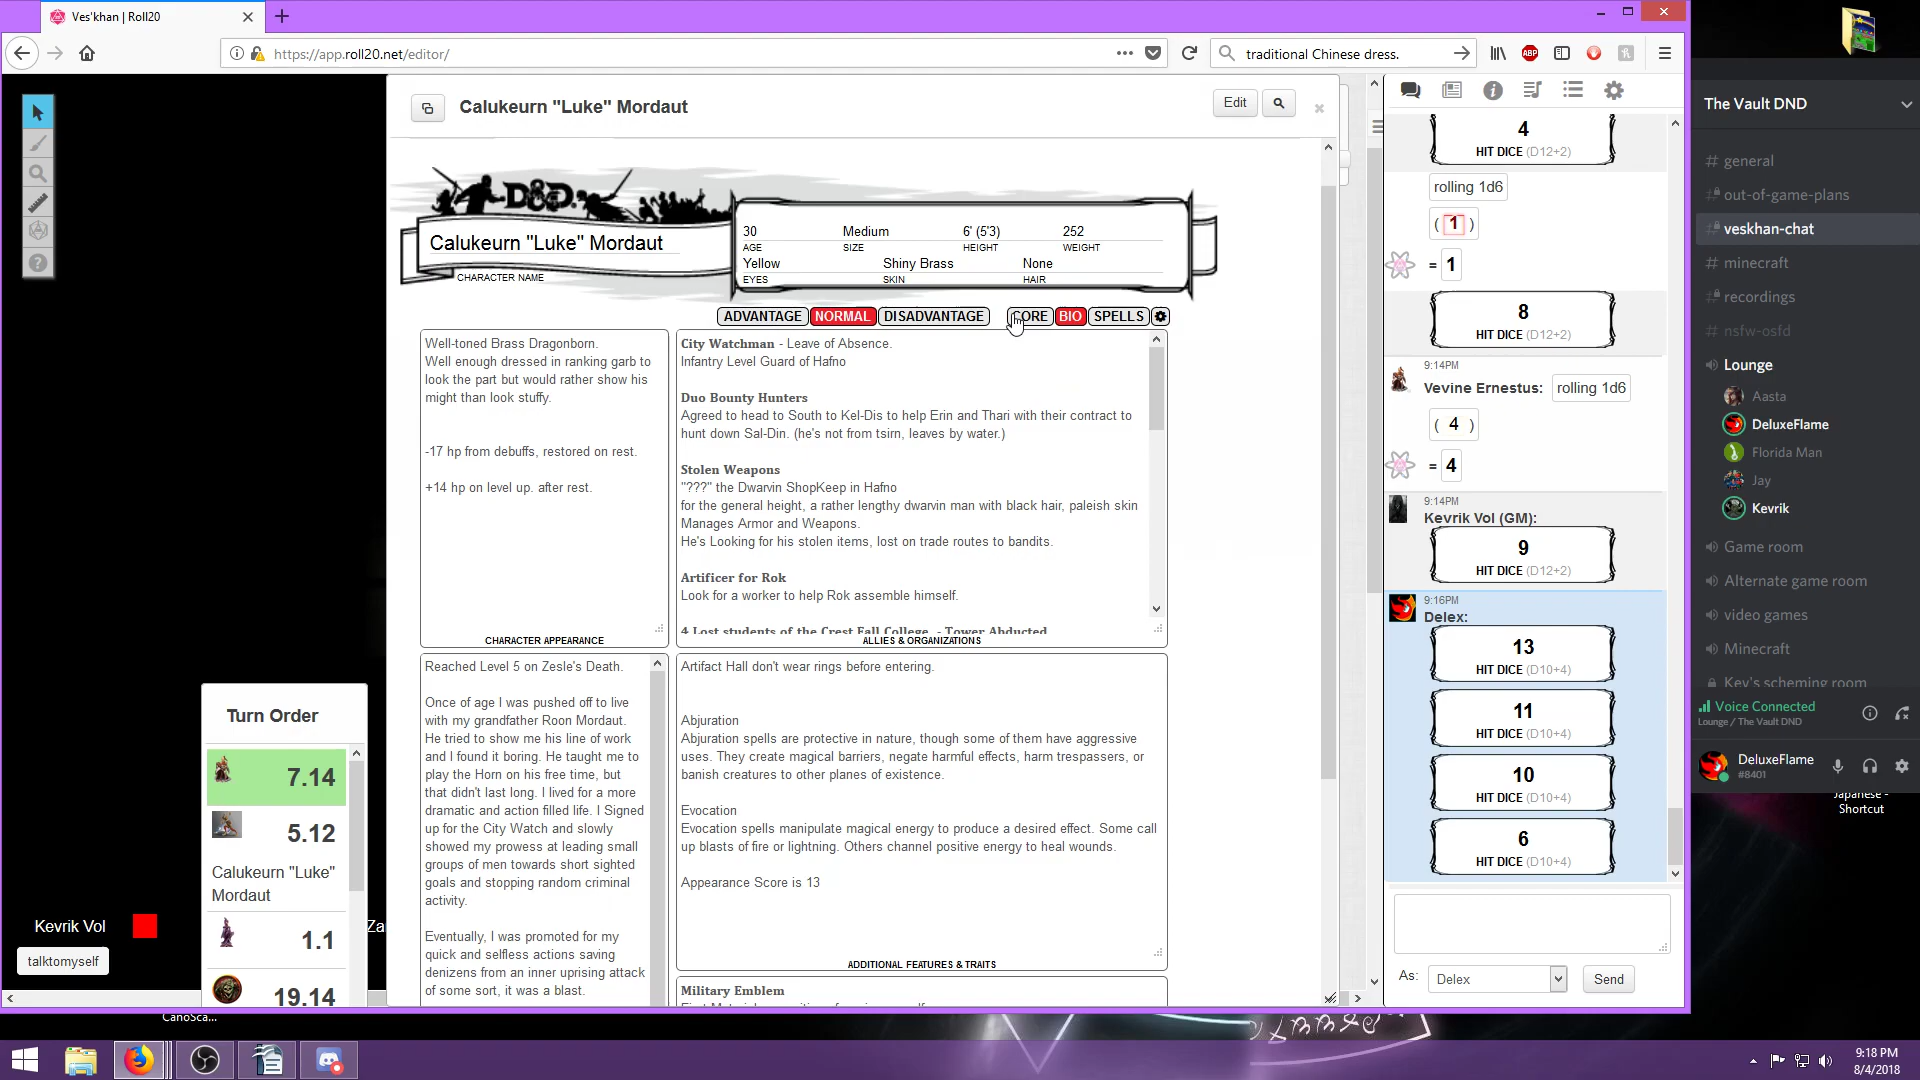 Ves'khan | Roll20
https://app.roll20.net/editor/
traditional Chinese dress.
ABP
Calukeurn "Luke" Mordaut
Edit
D&D
Calukeurn "Luke" Mordaut
CHARACTER NAME
30 Medium 6' (5'3) 252
AGE SIZE HEIGHT WEIGHT
Yellow Shiny Brass None
EYES SKIN HAIR
ADVANTAGE NORMAL DISADVANTAGE CORE BIO SPELLS
Well-toned Brass Dragonborn.
Well enough dressed in ranking garb to
look the part but would rather show his
might than look stuffy.
-17 hp from debuffs, restored on rest.
+14 hp on level up. after rest.
CHARACTER APPEARANCE
City Watchman - Leave of Absence.
Infantry Level Guard of Hafno
Duo Bounty Hunters
Agreed to head to South to Kel-Dis to help Erin and Thari with their contract to
hunt down Sal-Din. (he's not from tsirn, leaves by water.)
Stolen Weapons
"???" the Dwarvin ShopKeep in Hafno
for the general height, a rather lengthy dwarvin man with black hair, paleish skin
Manages Armor and Weapons.
He's Looking for his stolen items, lost on trade routes to bandits.
Artificer for Rok
Look for a worker to help Rok assemble himself.
4 Lost students of the Crest Fall College. - Tower Abducted
ALLIES & ORGANIZATIONS
Reached Level 5 on Zesle's Death.
Once of age I was pushed off to live
with my grandfather Roon Mordaut.
He tried to show me his line of work
and I found it boring. He taught me to
play the Horn on his free time, but
that didn't last long. I lived for a more
dramatic and action filled life. I Signed
up for the City Watch and slowly
showed my prowess at leading small
groups of men towards short sighted
goals and stopping random criminal
activity.
Eventually, I was promoted for my
quick and selfless actions saving
denizens from an inner uprising attack
of some sort, it was a blast.
Artifact Hall don't wear rings before entering.
Abjuration
Abjuration spells are protective in nature, though some of them have aggressive
uses. They create magical barriers, negate harmful effects, harm trespassers, or
banish creatures to other planes of existence.
Evocation
Evocation spells manipulate magical energy to produce a desired effect. Some call
up blasts of fire or lightning. Others channel positive energy to heal wounds.
Appearance Score is 13
ADDITIONAL FEATURES & TRAITS
Military Emblem
Turn Order
7.14
5.12
Calukeurn "Luke"
Mordaut
1.1
19.14
Kevrik Vol
talktomyself
Za
4
HIT DICE (D12+2)
rolling 1d6
( 1 )
= 1
8
HIT DICE (D12+2)
9:14PM
Vevine Ernestus: rolling 1d6
( 4 )
= 4
9:14PM
Kevrik Vol (GM):
9
HIT DICE (D12+2)
9:16PM
Delex:
13
HIT DICE (D10+4)
11
HIT DICE (D10+4)
10
HIT DICE (D10+4)
6
HIT DICE (D10+4)
As: Delex Send
The Vault DND
# general
out-of-game-plans
veskhan-chat
# minecraft
recordings
# nsfw-osfd
Lounge
Aasta
DeluxeFlame
Florida Man
Jay
Kevrik
Game room
Alternate game room
video games
Minecraft
Kev's scheming room
Voice Connected
Lounge / The Vault DND
DeluxeFlame
#8401
Japanese -
Shortcut
CanoSca...
9:18 PM
8/4/2018